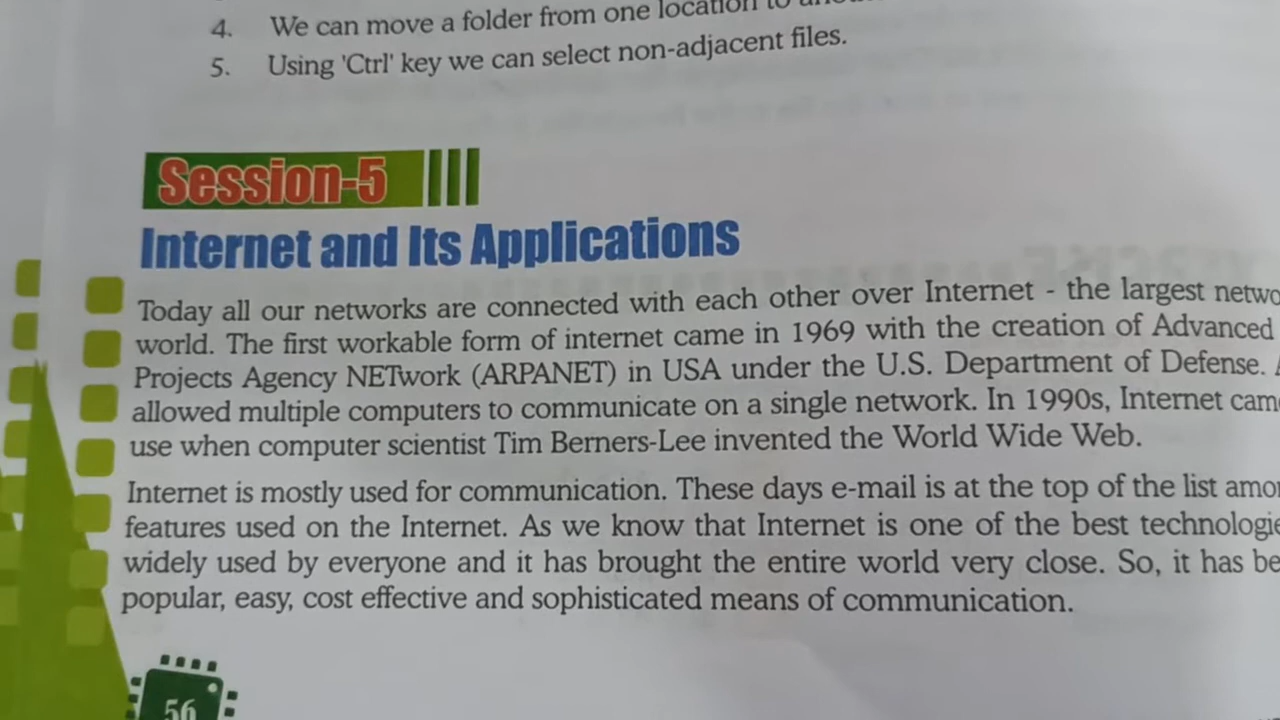 4. We can move a folder from one location to
5. Using 'Ctrl' key we can select non-adjacent files.
Session-5
Internet and Its Applications
Today all our networks are connected with each other over Internet - the largest
world. The first workable form of internet came in 1969 with the creation of Advanced
Projects Agency NETwork (ARPANET) in USA under the U.S. Department of Defense.
allowed multiple computers to communicate on a single network. In 1990s, Internet
use when computer scientist Tim Berners-Lee invented the World Wide Web.
Internet is mostly used for communication. These days e-mail is at the top of the list
features used on the Internet. As we know that Internet is one of the best
widely used by everyone and it has brought the entire world very close. So, it has
popular, easy, cost effective and sophisticated means of communication.
56